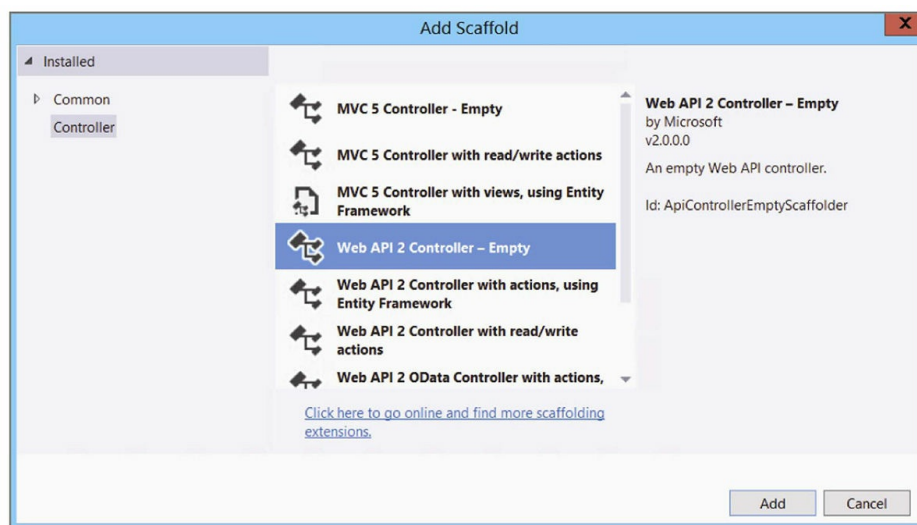 Add Scaffold
X
Installed
Common
Controller
MVC 5 Controller - Empty
MVC 5 Controller with read/write actions
MVC 5 Controller with views, using Entity
Framework
Web API 2 Controller – Empty
Web API 2 Controller with actions, using
Entity Framework
Web API 2 Controller with read/write
actions
Web API 2 OData Controller with actions,
Click here to go online and find more scaffolding
extensions.
Web API 2 Controller – Empty
by Microsoft
v2.0.0.0
An empty Web API controller.
Id: ApiControllerEmptyScaffolder
Add
Cancel